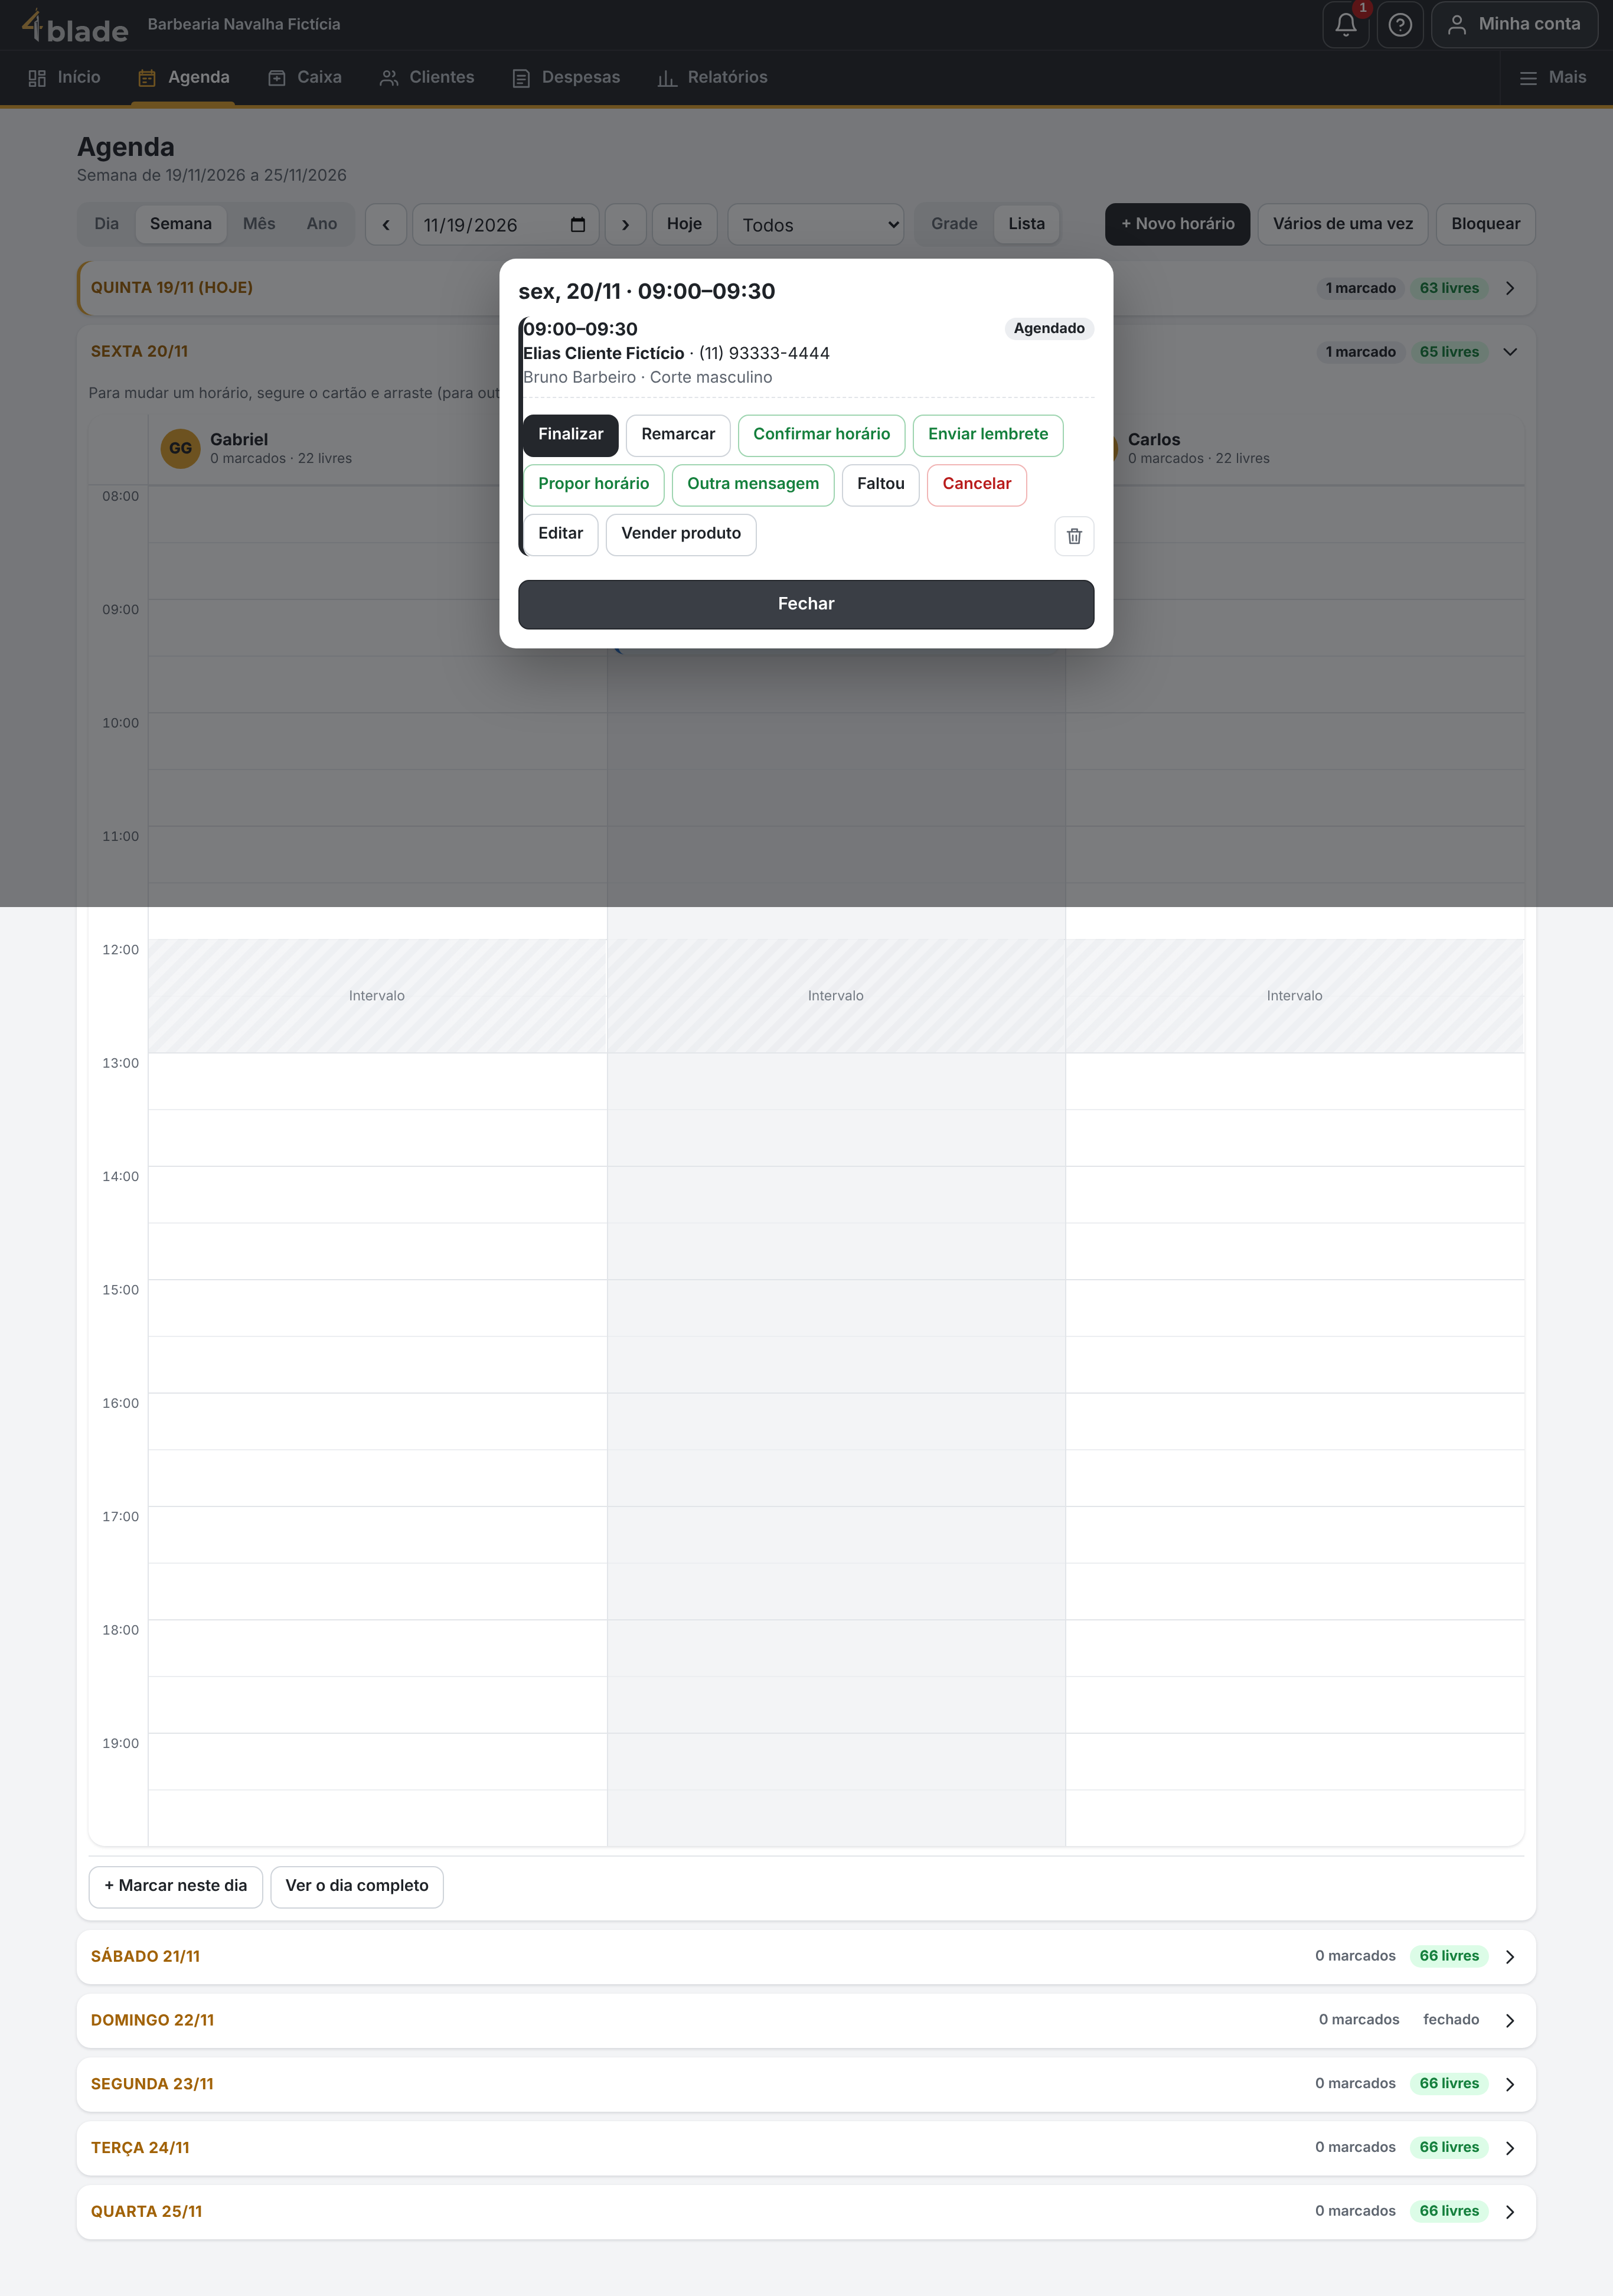 4blade Barbearia Navalha Fictícia 1 Minha conta
Início Agenda Caixa Clientes Despesas Relatórios Mais
Agenda
Semana de 19/11/2026 a 25/11/2026
Dia Semana Mês Ano 11/19/2026 Hoje Todos Grade Lista + Novo horário Vários de uma vez Bloquear
QUINTA 19/11 (HOJE) 1 marcado 63 livres
SEXTA 20/11 1 marcado 65 livres
Para mudar um horário, segure o cartão e arraste (para out
GG Gabriel
0 marcados · 22 livres
Carlos
0 marcados · 22 livres
sex, 20/11 · 09:00–09:30
09:00–09:30 Agendado
Elias Cliente Fictício · (11) 93333-4444
Bruno Barbeiro · Corte masculino
Finalizar Remarcar Confirmar horário Enviar lembrete
Propor horário Outra mensagem Faltou Cancelar
Editar Vender produto
Fechar
08:00
09:00
10:00
11:00
12:00
Intervalo Intervalo Intervalo
13:00
14:00
15:00
16:00
17:00
18:00
19:00
+ Marcar neste dia Ver o dia completo
SÁBADO 21/11 0 marcados 66 livres
DOMINGO 22/11 0 marcados fechado
SEGUNDA 23/11 0 marcados 66 livres
TERÇA 24/11 0 marcados 66 livres
QUARTA 25/11 0 marcados 66 livres